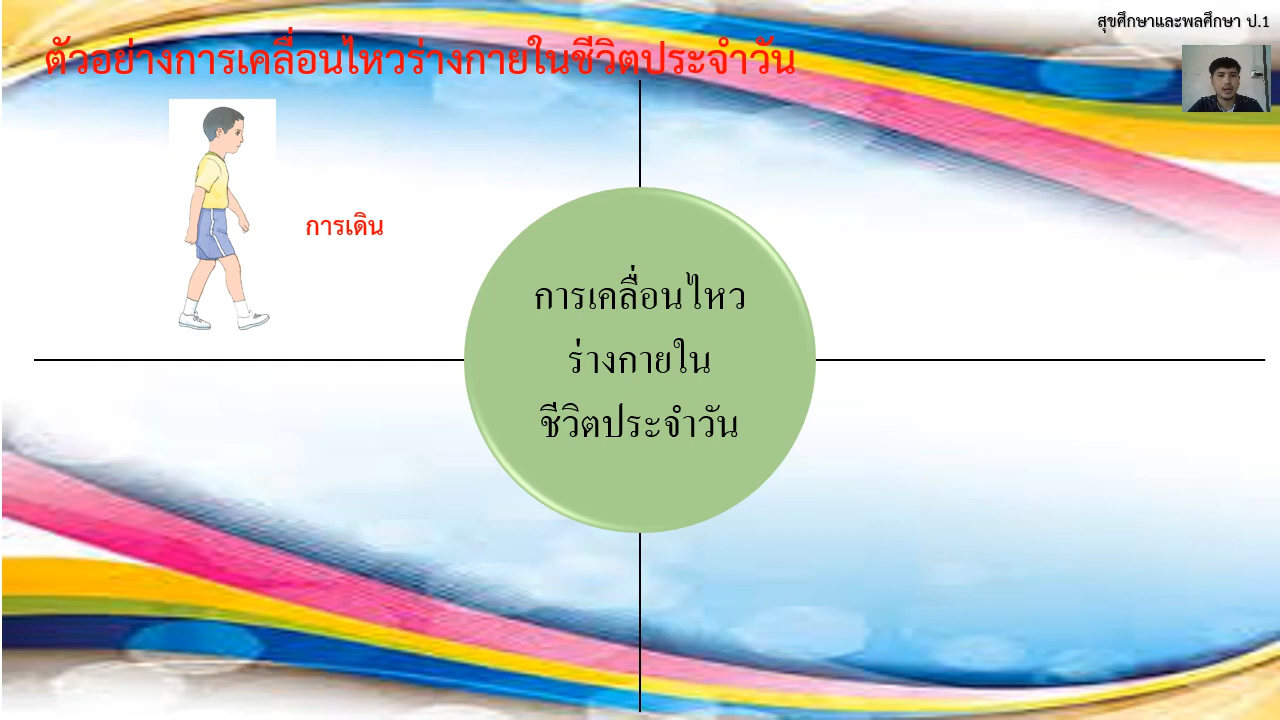 สุขศึกษาและพลศึกษา ป.1
ตัวอย่างการเคลื่อนไหวร่างกายในชีวิตประจำวัน
การเดิน
การเคลื่อนไหว
ร่างกายใน
ชีวิตประจำวัน